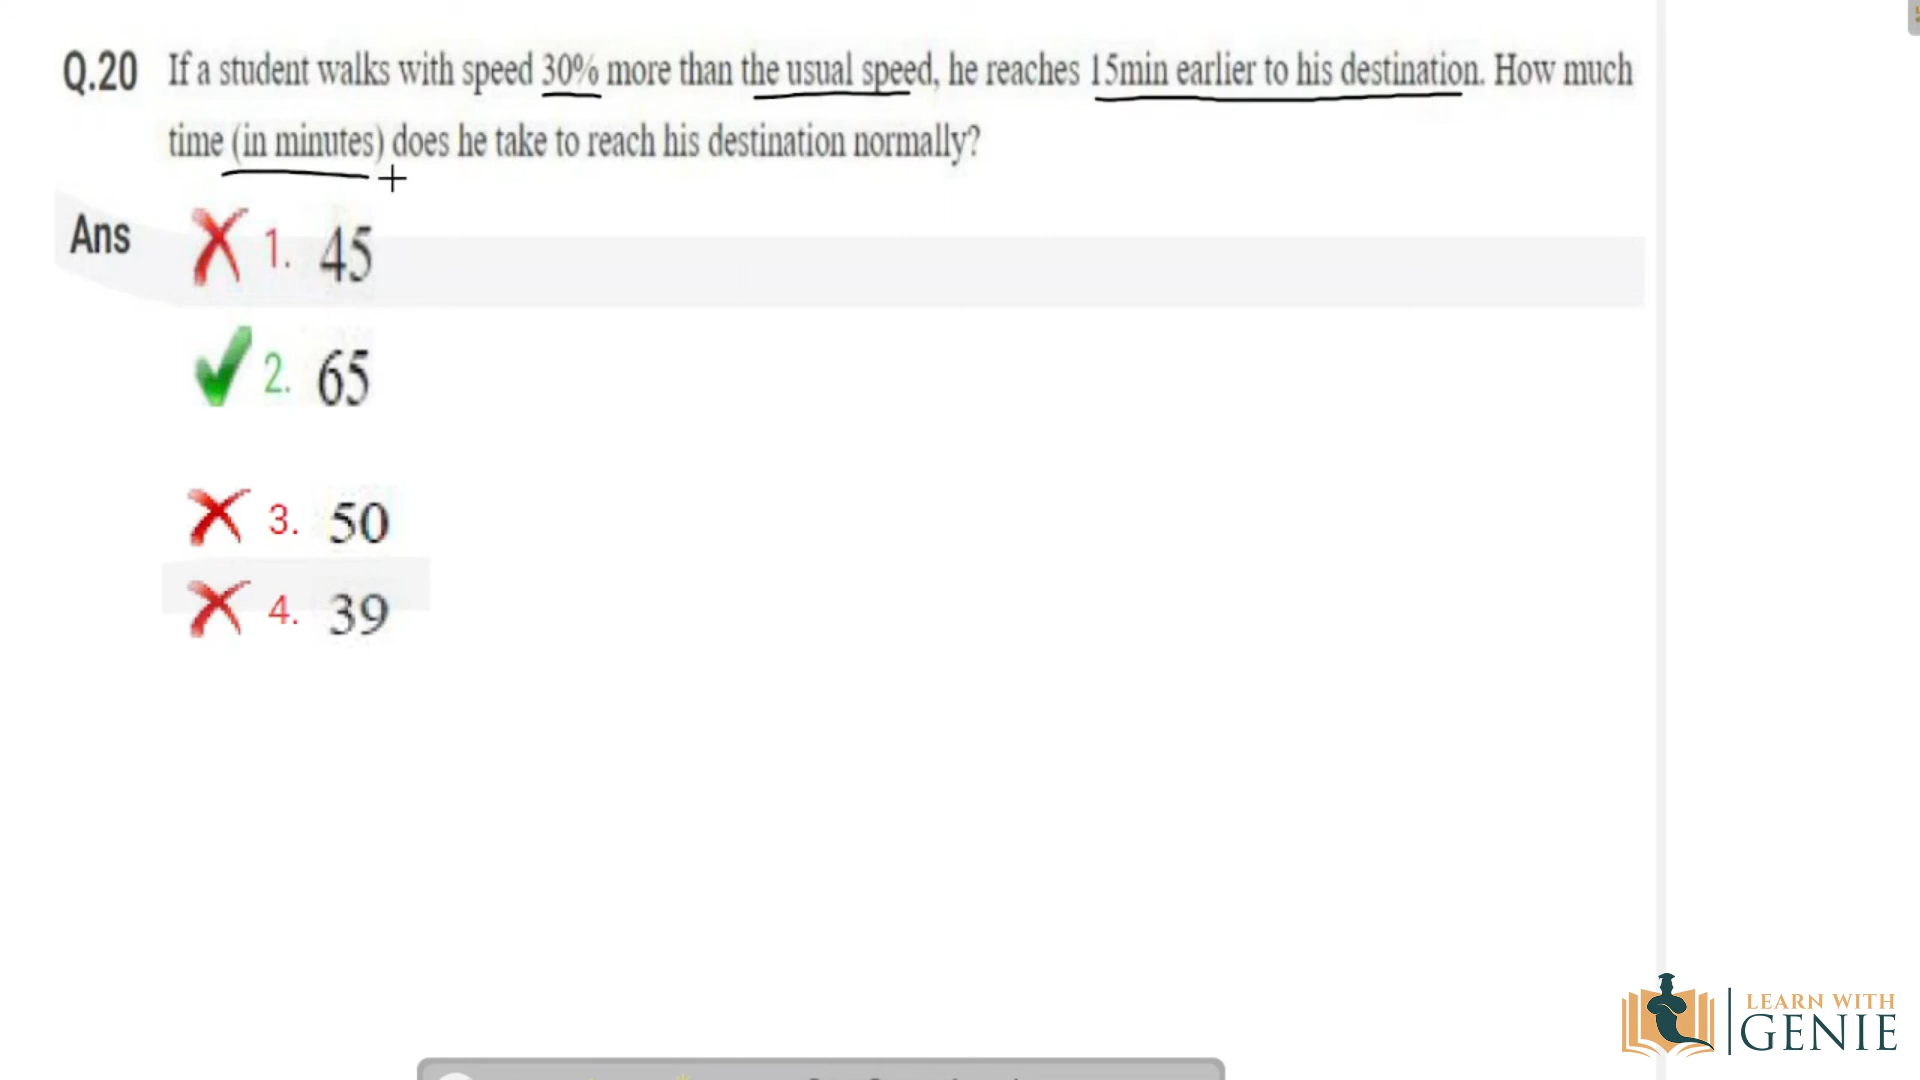 Q.20 If a student walks with speed 30% more than the usual speed, he reaches 15min earlier to his destination. How much
time (in minutes) does he take to reach his destination normally?
Ans 1. 45
2. 65
3. 50
4. 39
LEARN WITH
GENIE